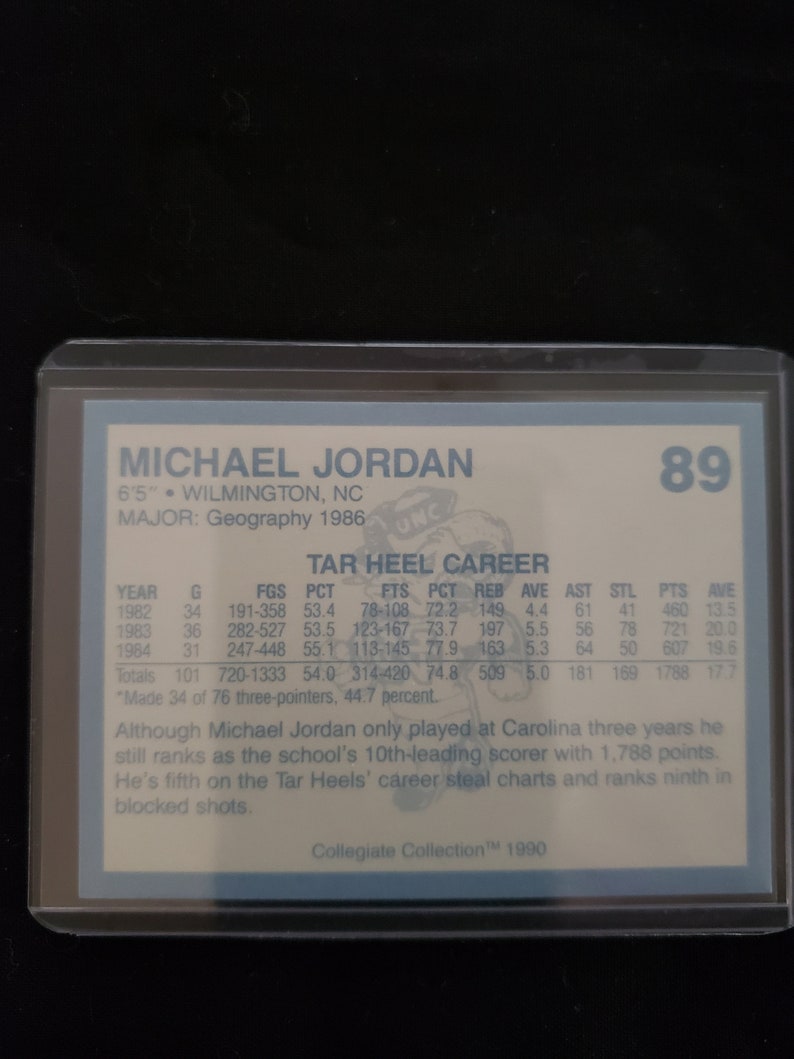 MICHAEL JORDAN 89
6'5" • WILMINGTON, NC
MAJOR: Geography 1986
UNC
TAR HEEL CAREER
YEAR G FGS PCT FTS PCT REB AVE AST STL PTS AVE
1982 34 191-358 53.4 78-108 72.2 149 4.4 61 41 460 13.5
1983 36 282-527 53.5 123-167 73.7 197 5.5 56 78 721 20.0
1984 31 247-448 55.1 113-145 77.9 163 5.3 64 50 607 19.6
Totals 101 720-1333 54.0 314-420 74.8 509 5.0 181 169 1788 17.7
*Made 34 of 76 three-pointers, 44.7 percent.
Although Michael Jordan only played at Carolina three years he
still ranks as the school's 10th-leading scorer with 1,788 points.
He's fifth on the Tar Heels' career steal charts and ranks ninth in
blocked shots.
Collegiate Collection™ 1990